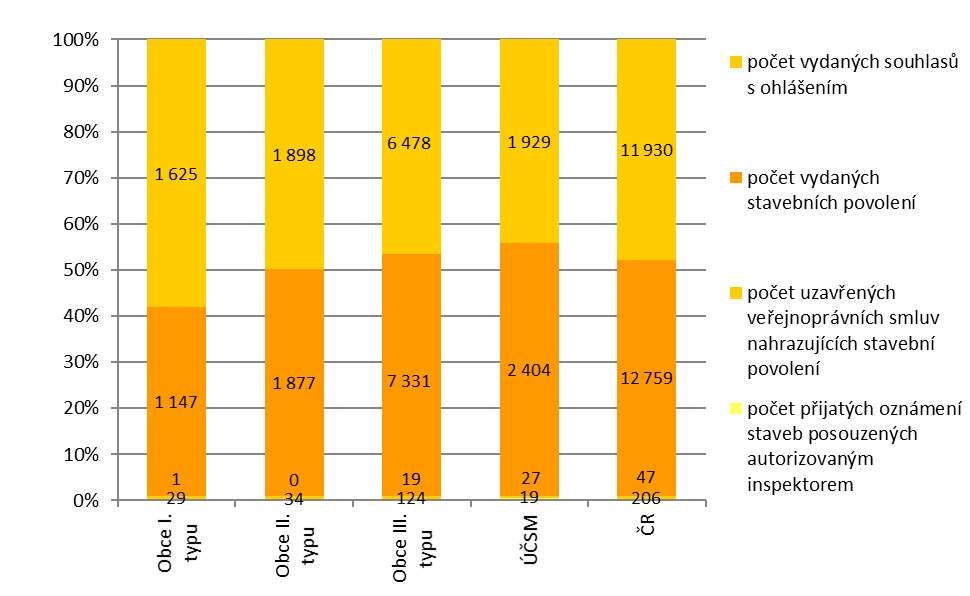 100%
90%
80%
70%
60%
50%
40%
30%
20%
10%
0%
1 625
1 898
6 478
1 929
11 930
1 147
1 877
7 331
2 404
12 759
1
0
19
27
47
29
34
124
19
206
Obce I.
typu
Obce II.
typu
Obce III.
typu
ÚČSM
ČR
počet vydaných souhlasů
s ohlášením
počet vydaných
stavebních povolení
počet uzavřených
veřejnoprávních smluv
nahrazujících stavební
povolení
počet přijatých oznámení
staveb posouzených
autorizovaným
inspektorem